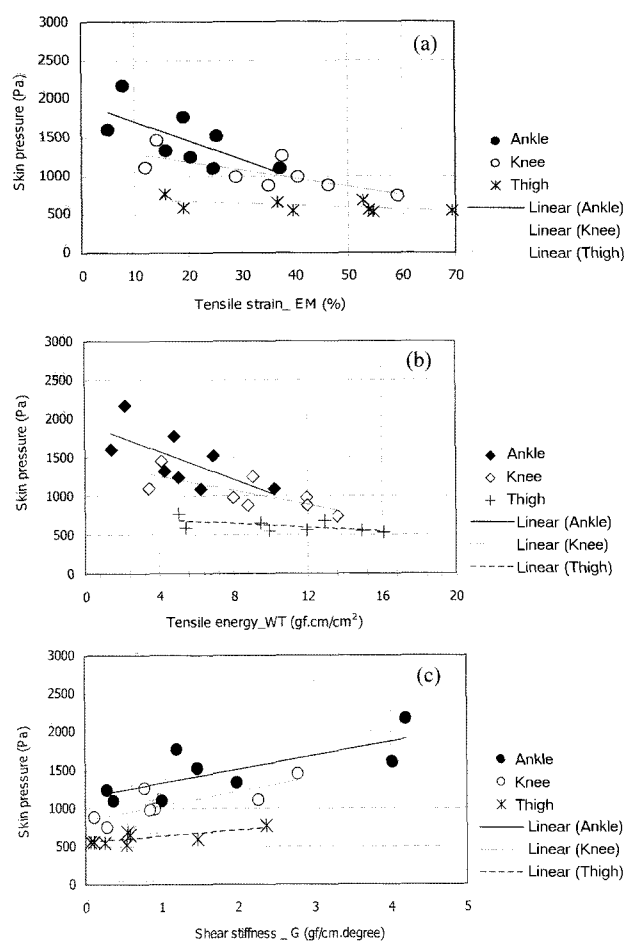 (a)
3000
2500
2000
1500
1000
500
0
Skin pressure (Pa)
0 10 20 30 40 50 60 70
Tensile strain_ EM (%)
Ankle
Knee
Thigh
Linear (Ankle)
Linear (Knee)
Linear (Thigh)
(b)
3000
2500
2000
1500
1000
500
0
Skin pressure (Pa)
0 4 8 12 16 20
Tensile energy_WT (gf.cm/cm²)
Ankle
Knee
Thigh
Linear (Ankle)
Linear (Knee)
Linear (Thigh)
(c)
3000
2500
2000
1500
1000
500
0
Skin pressure (Pa)
0 1 2 3 4 5
Shear stiffness _ G (gf/cm.degree)
Ankle
Knee
Thigh
Linear (Ankle)
Linear (Knee)
Linear (Thigh)